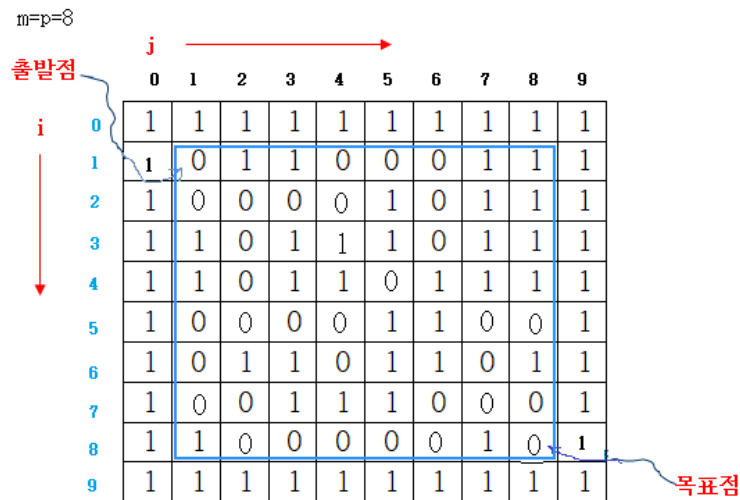 m=p=8
j
출발점
0 1 2 3 4 5 6 7 8 9
i
0 1 1 1 1 1 1 1 1 1 1
1 1 0 1 1 0 0 0 1 1 1
2 1 0 0 0 0 1 0 1 1 1
3 1 1 0 1 1 1 0 1 1 1
4 1 1 0 1 1 0 1 1 1 1
5 1 0 0 0 0 1 1 0 0 1
6 1 0 1 1 0 1 1 0 1 1
7 1 0 0 1 1 1 0 0 0 1
8 1 1 0 0 0 0 0 1 0 1
9 1 1 1 1 1 1 1 1 1 1
목표점